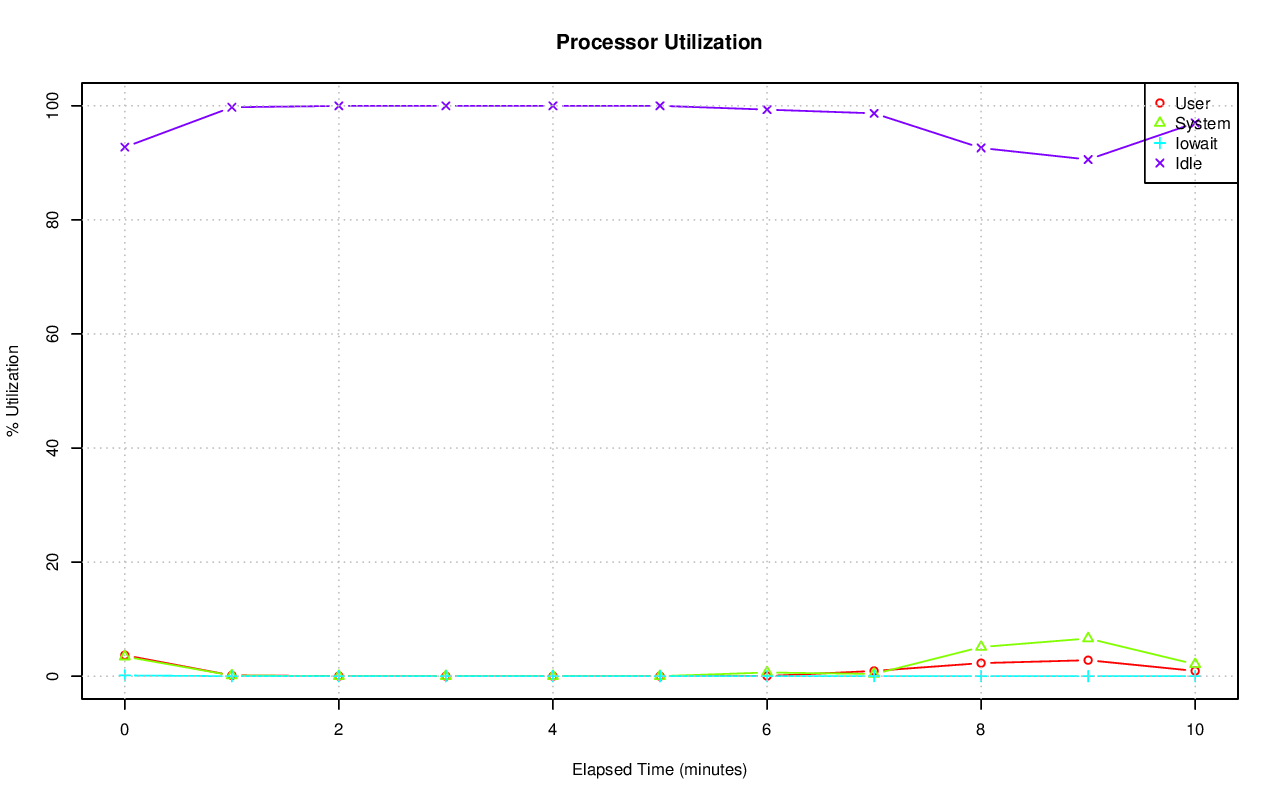 Processor Utilization
User
System
Iowait
Idle
% Utilization
100
80
60
40
20
0
0 2 4 6 8 10
Elapsed Time (minutes)